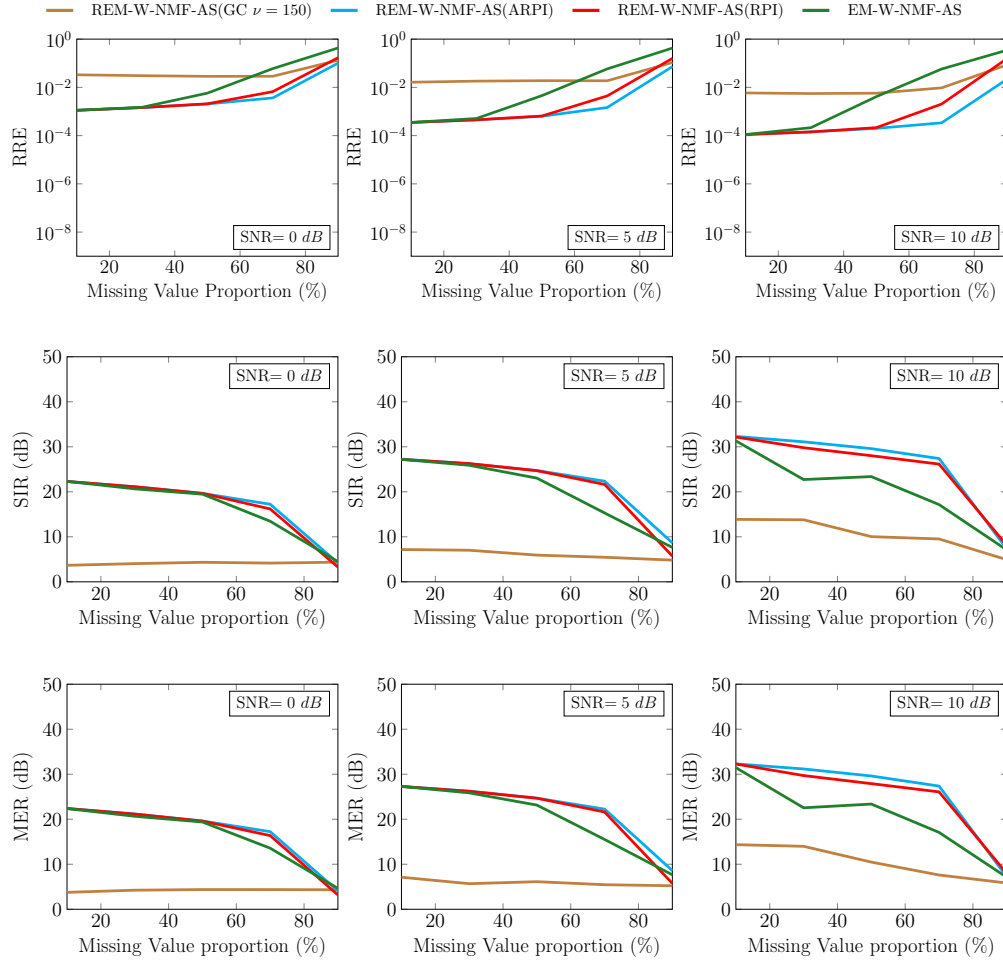 REM-W-NMF-AS(GC ν = 150) REM-W-NMF-AS(ARPI) REM-W-NMF-AS(RPI) EM-W-NMF-AS
10^0 10^0 10^0
10^−2 10^−2 10^−2
10^−4 10^−4 10^−4
10^−6 10^−6 10^−6
10^−8 10^−8 10^−8
RRE RRE RRE
SNR= 0 dB SNR= 5 dB SNR= 10 dB
20 40 60 80 20 40 60 80 20 40 60 80
Missing Value Proportion (%) Missing Value Proportion (%) Missing Value Proportion (%)
50 50 50
SNR= 0 dB SNR= 5 dB SNR= 10 dB
40 40 40
30 30 30
20 20 20
10 10 10
0 0 0
SIR (dB) SIR (dB) SIR (dB)
20 40 60 80 20 40 60 80 20 40 60 80
Missing Value proportion (%) Missing Value proportion (%) Missing Value proportion (%)
50 50 50
SNR= 0 dB SNR= 5 dB SNR= 10 dB
40 40 40
30 30 30
20 20 20
10 10 10
0 0 0
MER (dB) MER (dB) MER (dB)
20 40 60 80 20 40 60 80 20 40 60 80
Missing Value proportion (%) Missing Value proportion (%) Missing Value proportion (%)